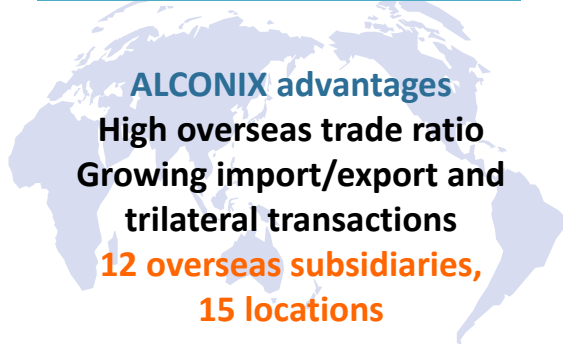 ALCONIX advantages
High overseas trade ratio
Growing import/export and
trilateral transactions
12 overseas subsidiaries,
15 locations